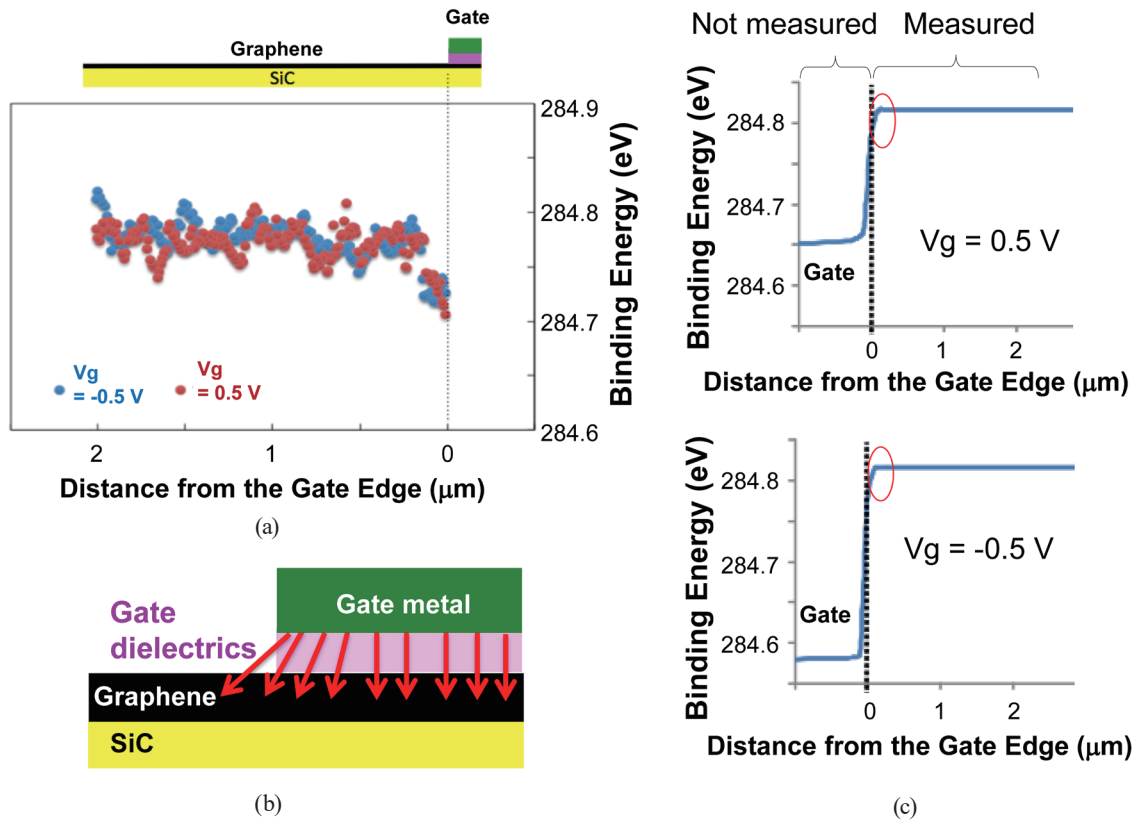 Gate
Graphene
SiC
284.9
284.8
284.7
284.6
Binding Energy (eV)
Vg
= -0.5 V
Vg
= 0.5 V
2
1
0
Distance from the Gate Edge (μm)
(a)
Gate metal
Gate
dielectrics
Graphene
SiC
(b)
Not measured
Measured
284.8
284.7
284.6
Binding Energy (eV)
Vg = 0.5 V
Gate
0
1
2
Distance from the Gate Edge (μm)
284.8
284.7
284.6
Binding Energy (eV)
Vg = -0.5 V
Gate
0
1
2
Distance from the Gate Edge (μm)
(c)